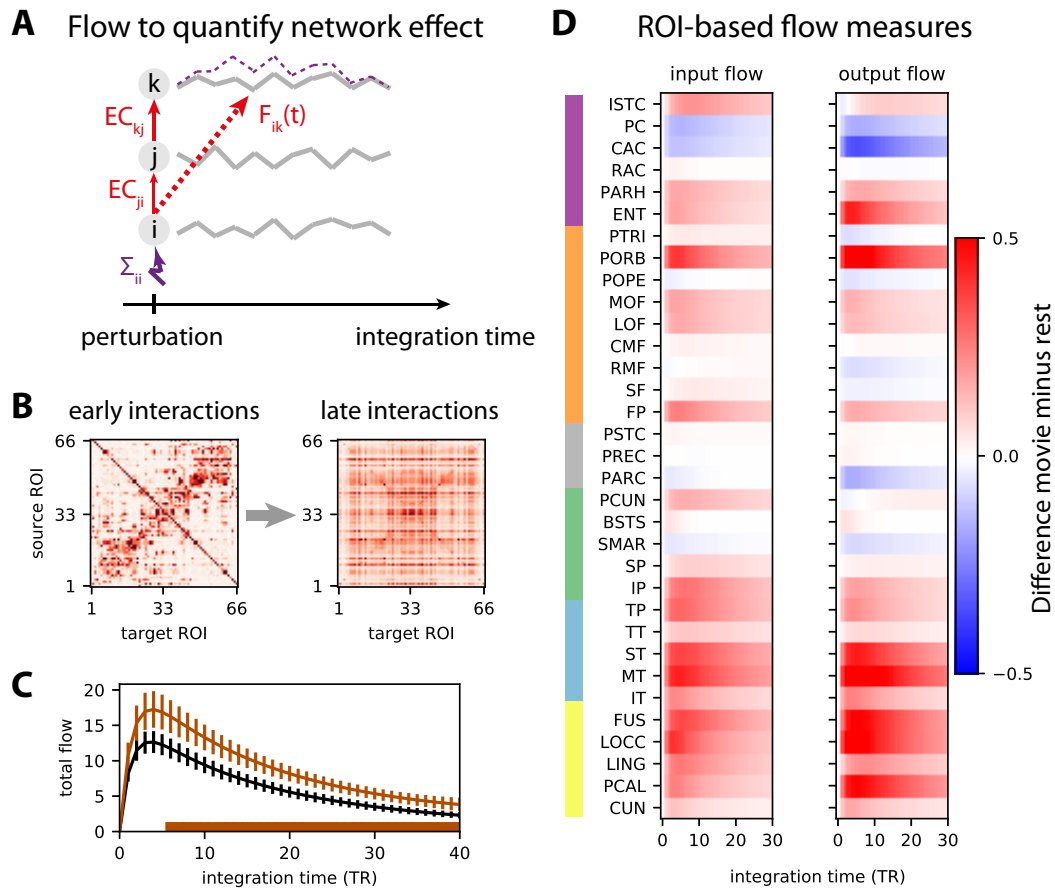 A
Flow to quantify network effect
k
EC_kj
F_ik(t)
j
EC_ji
i
Σ_ii
perturbation
integration time
B
early interactions
late interactions
66
33
1
source ROI
1
33
66
target ROI
66
33
1
1
33
66
target ROI
C
20
15
10
5
0
total flow
0
10
20
30
40
integration time (TR)
D
ROI-based flow measures
input flow
output flow
ISTC
PC
CAC
RAC
PARH
ENT
PTRI
PORB
POPE
MOF
LOF
CMF
RMF
SF
FP
PSTC
PREC
PARC
PCUN
BSTS
SMAR
SP
IP
TP
TT
ST
MT
IT
FUS
LOCC
LING
PCAL
CUN
0
10
20
30
0
10
20
30
integration time (TR)
0.5
0.0
−0.5
Difference movie minus rest